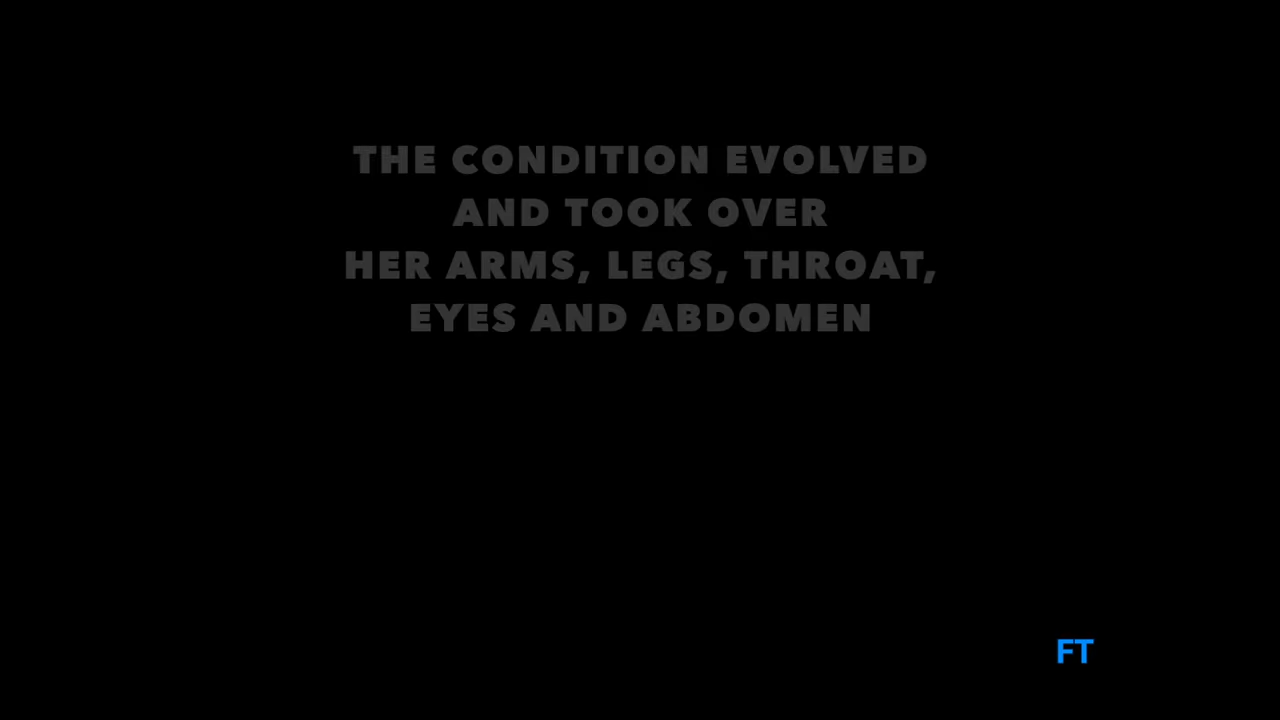 THE CONDITION EVOLVED
AND TOOK OVER
HER ARMS, LEGS, THROAT,
EYES AND ABDOMEN
FT